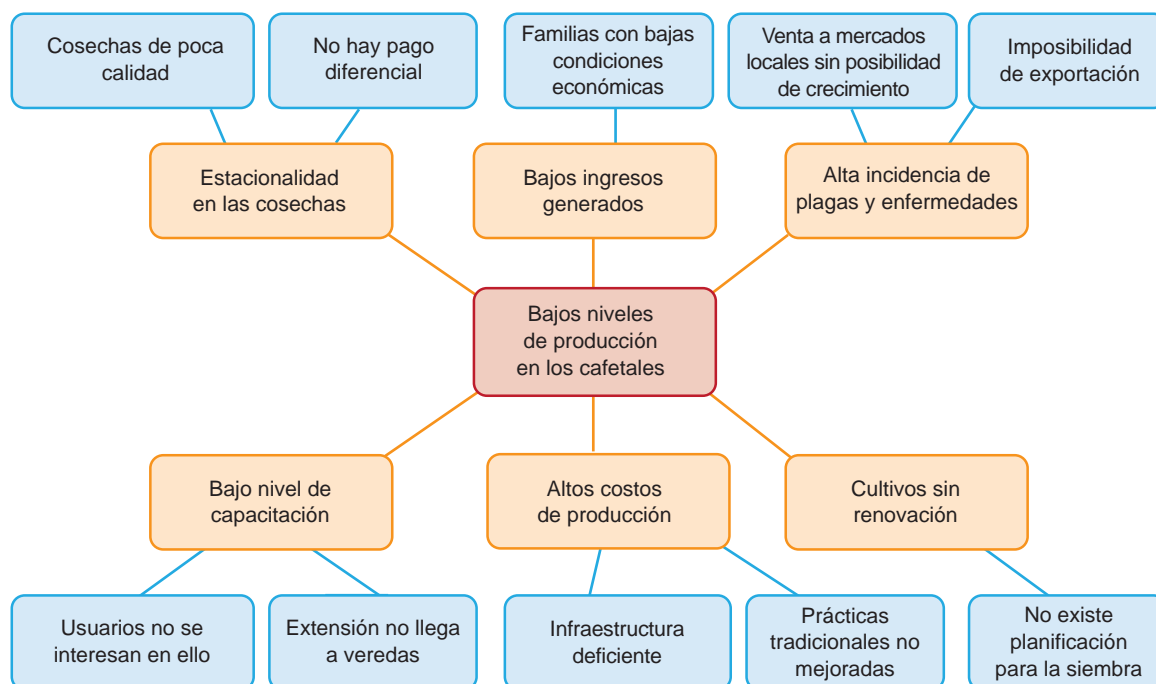 Cosechas de poca
calidad
No hay pago
diferencial
Familias con bajas
condiciones
económicas
Venta a mercados
locales sin posibilidad
de crecimiento
Imposibilidad
de exportación
Estacionalidad
en las cosechas
Bajos ingresos
generados
Alta incidencia de
plagas y enfermedades
Bajos niveles
de producción
en los cafetales
Bajo nivel de
capacitación
Altos costos
de producción
Cultivos sin
renovación
Usuarios no se
interesan en ello
Extensión no llega
a veredas
Infraestructura
deficiente
Prácticas
tradicionales no
mejoradas
No existe
planificación
para la siembra